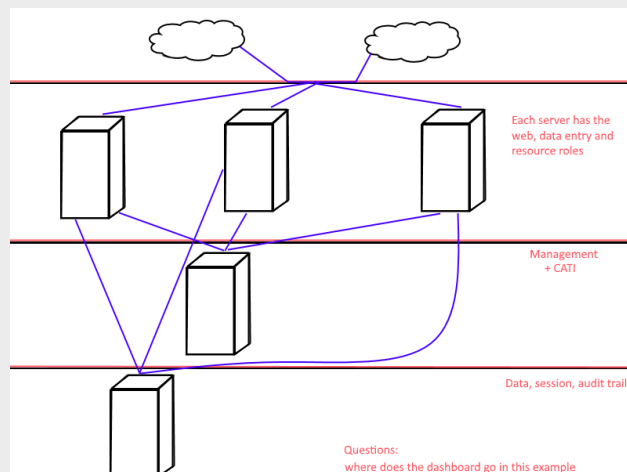 Each server has the
web, data entry and
resource roles
Management
+ CATI
Data, session, audit trail
Questions:
where does the dashboard go in this example